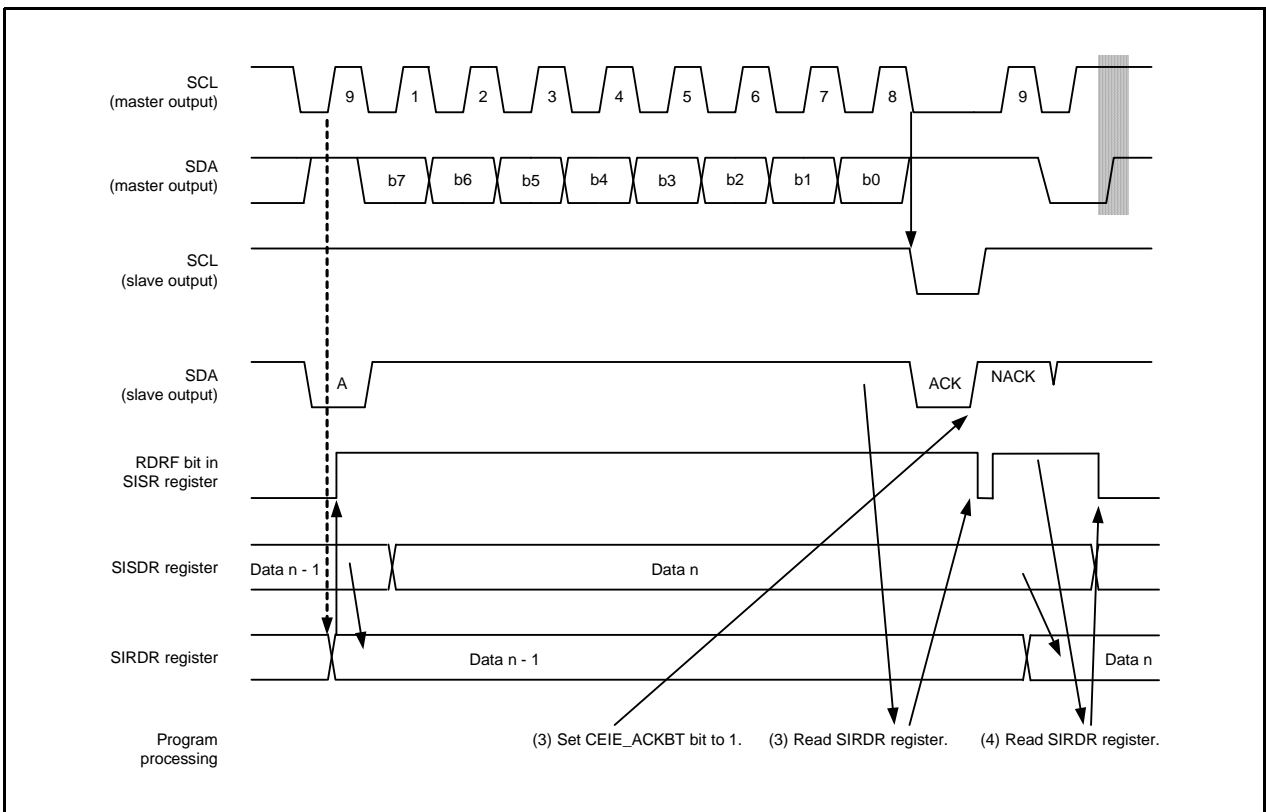 SCL
(master output)
9 1 2 3 4 5 6 7 8 9
SDA
(master output)
b7 b6 b5 b4 b3 b2 b1 b0
SCL
(slave output)
SDA
(slave output)
A ACK NACK
RDRF bit in
SISR register
SISDR register
Data n - 1 Data n
SIRDR register
Data n - 1 Data n
Program
processing
(3) Set CEIE_ACKBT bit to 1. (3) Read SIRDR register. (4) Read SIRDR register.